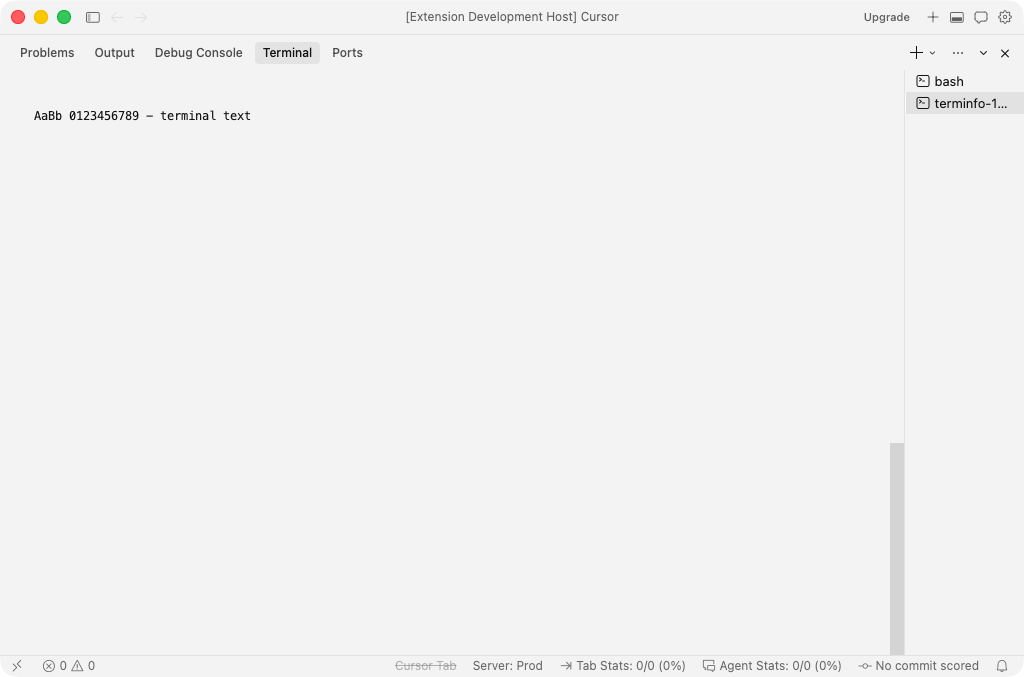 [Extension Development Host] Cursor
Upgrade
Problems Output Debug Console Terminal Ports
bash
terminfo-1...
AaBb 0123456789 – terminal text
0 0 Cursor Tab Server: Prod Tab Stats: 0/0 (0%) Agent Stats: 0/0 (0%) No commit scored